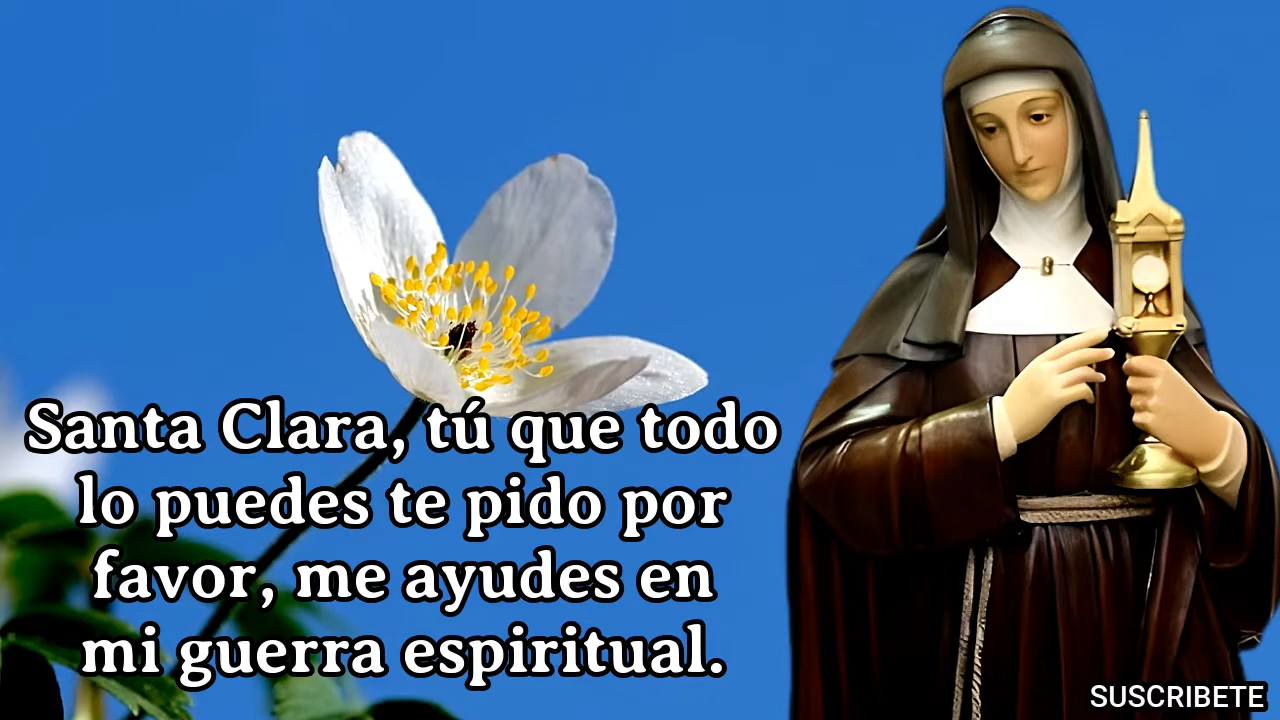 Santa Clara, tú que todo
lo puedes te pido por
favor, me ayudes en
mi guerra espiritual.
SUSCRIBETE